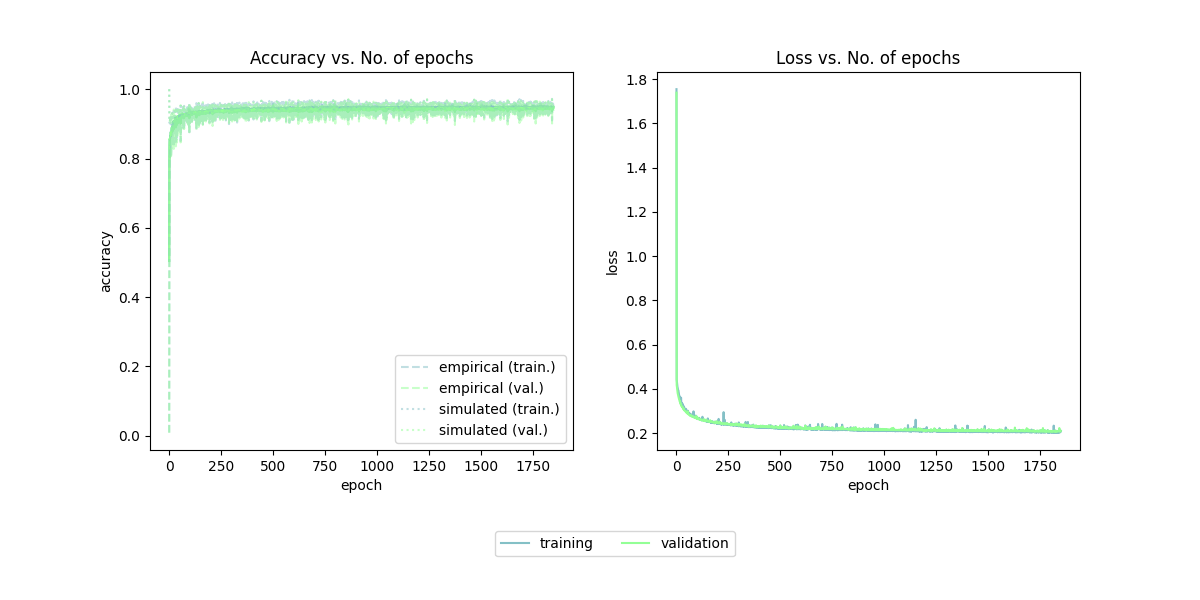 Accuracy vs. No. of epochs
1.0
0.8
0.6
0.4
0.2
0.0
accuracy
0 250 500 750 1000 1250 1500 1750
epoch
empirical (train.)
empirical (val.)
simulated (train.)
simulated (val.)
Loss vs. No. of epochs
1.8
1.6
1.4
1.2
1.0
0.8
0.6
0.4
0.2
loss
0 250 500 750 1000 1250 1500 1750
epoch
training validation